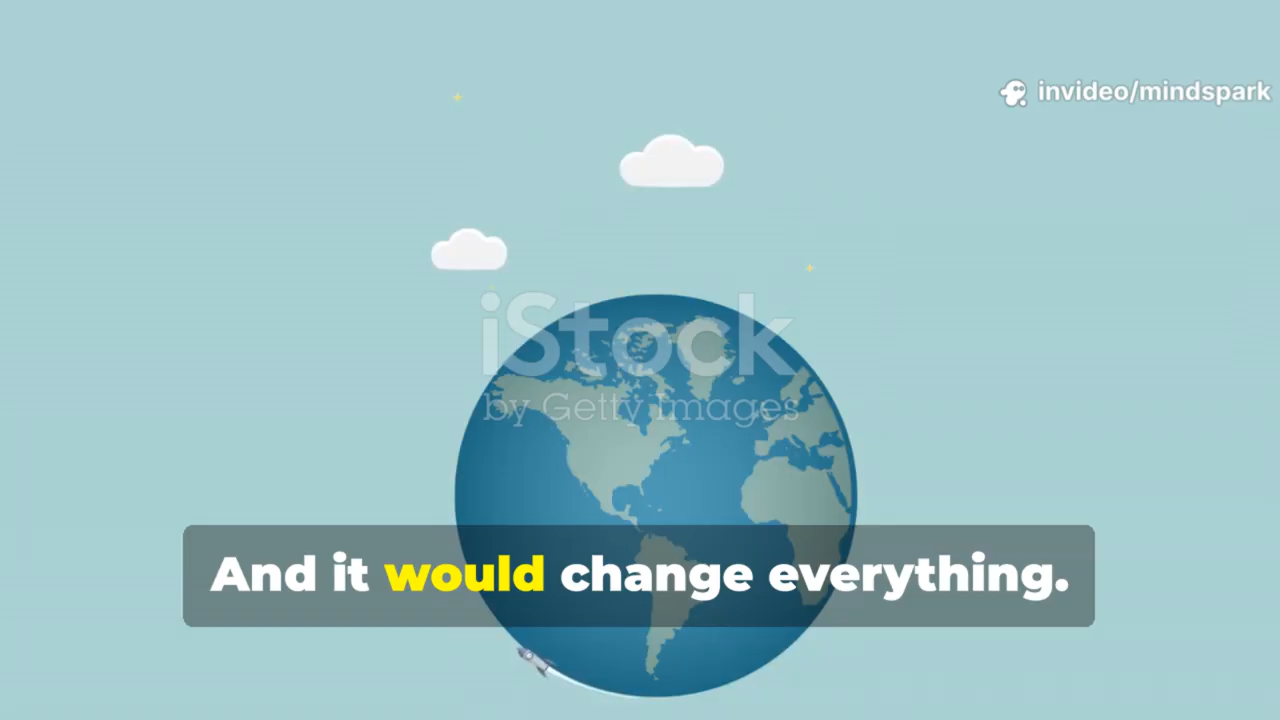 invideo/mindspark
iStock
by Getty Images
And it would change everything.